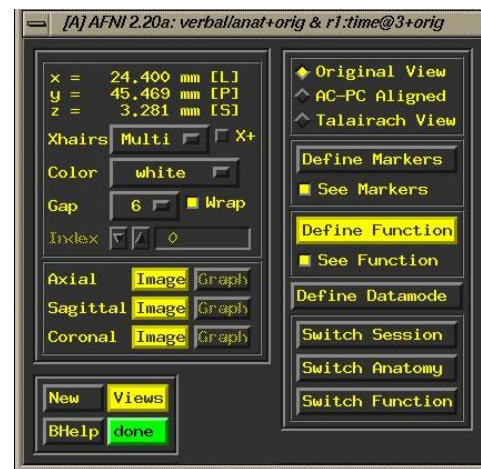 [A] AFNI 2.20a: verbal/anat+orig & r1:time@3+orig
x = 24.400 mm [L]
y = 45.469 mm [P]
z = 3.281 mm [S]
Xhairs Multi X+
Color white
Gap 6 Wrap
Index 0
Axial Image Graph
Sagittal Image Graph
Coronal Image Graph
New Views
BHelp done
Original View
AC-PC Aligned
Talairach View
Define Markers
See Markers
Define Function
See Function
Define Datamode
Switch Session
Switch Anatomy
Switch Function